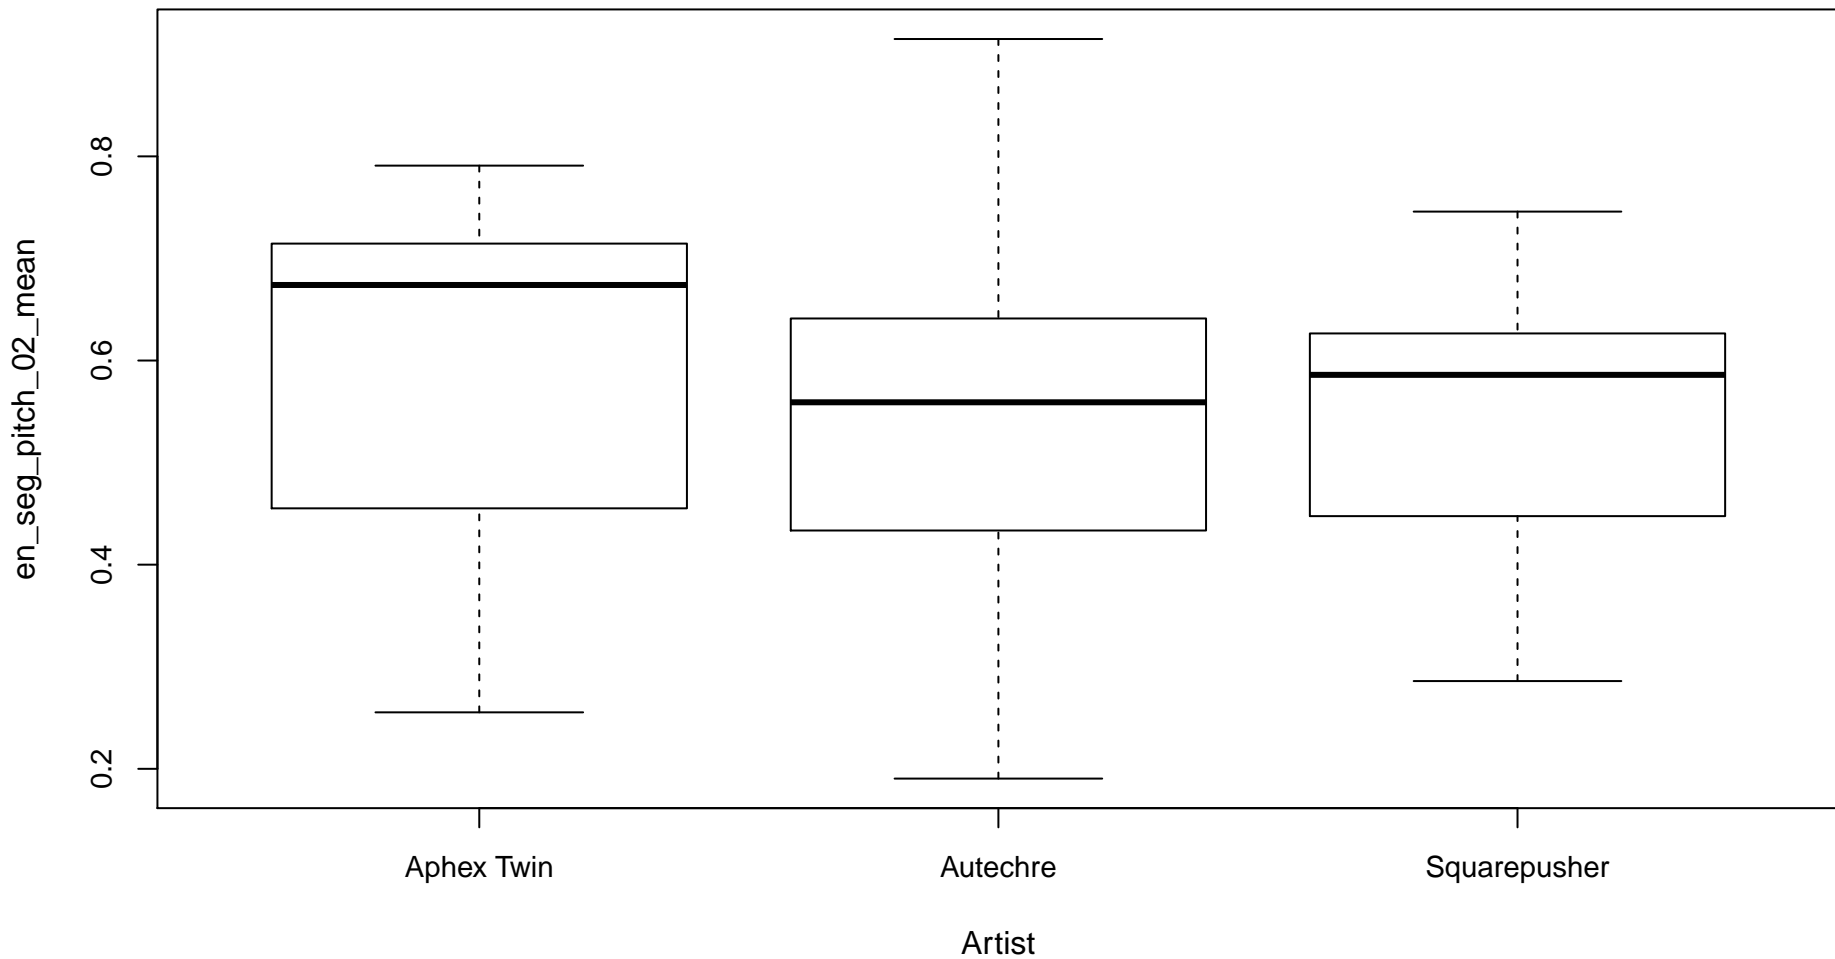 en_seg_pitch_02_mean
0.8
0.6
0.4
0.2
Aphex Twin
Autechre
Squarepusher
Artist